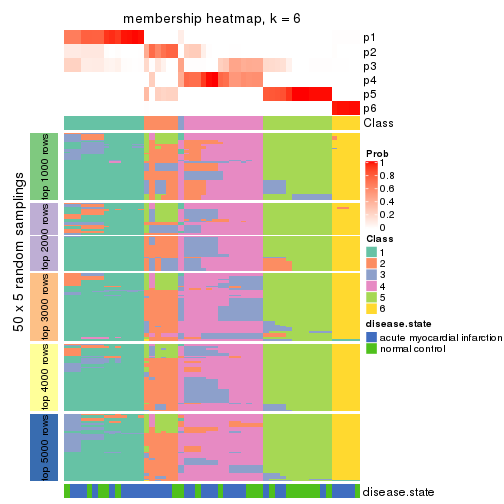 membership heatmap, k = 6
p1
p2
p3
p4
p5
p6
Class
50 x 5 random samplings
top 1000 rows
top 2000 rows
top 3000 rows
top 4000 rows
top 5000 rows
disease.state
Prob
1
0.8
0.6
0.4
0.2
0
Class
1
2
3
4
5
6
disease.state
acute myocardial infarction
normal control